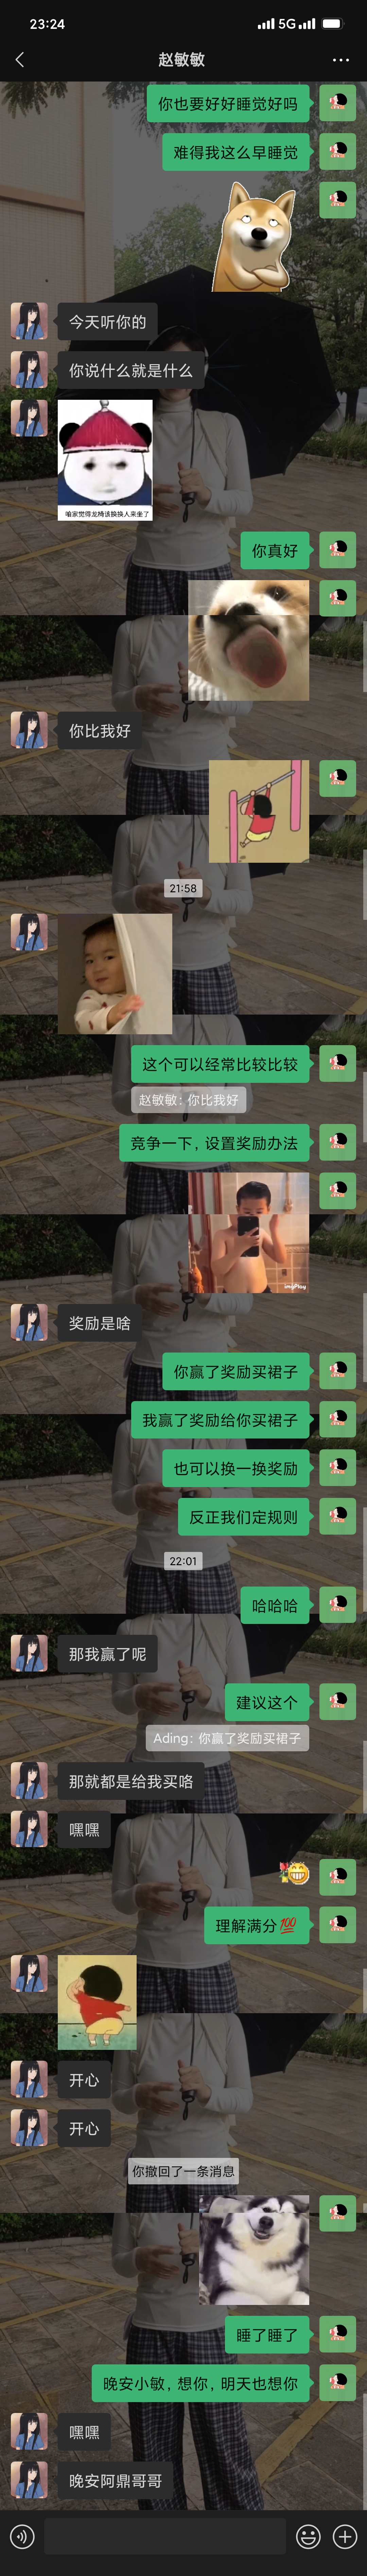 23:24
5G
赵敏敏
你也要好好睡觉好吗
难得我这么早睡觉
今天听你的
你说什么就是什么
咱家觉得龙椅该换换人来坐了
你真好
你比我好
21:58
这个可以经常比较比较
赵敏敏: 你比我好
竞争一下, 设置奖励办法
imgPlay
奖励是啥
你赢了奖励买裙子
我赢了奖励给你买裙子
也可以换一换奖励
反正我们定规则
22:01
哈哈哈
那我赢了呢
建议这个
Ading: 你赢了奖励买裙子
那就都是给我买咯
嘿嘿
理解满分💯
开心
开心
你撤回了一条消息
睡了睡了
晚安小敏, 想你, 明天也想你
嘿嘿
晚安阿鼎哥哥